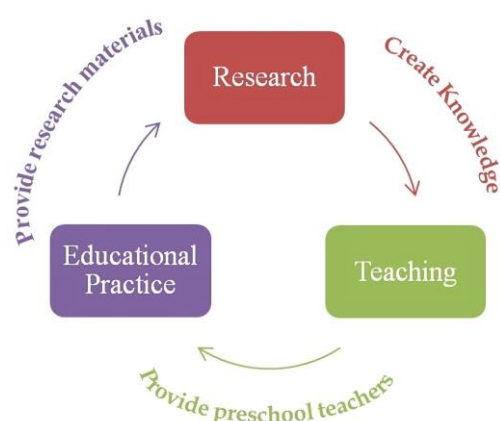 Research
Create Knowledge
Teaching
Provide preschool teachers
Educational
Practice
Provide research materials